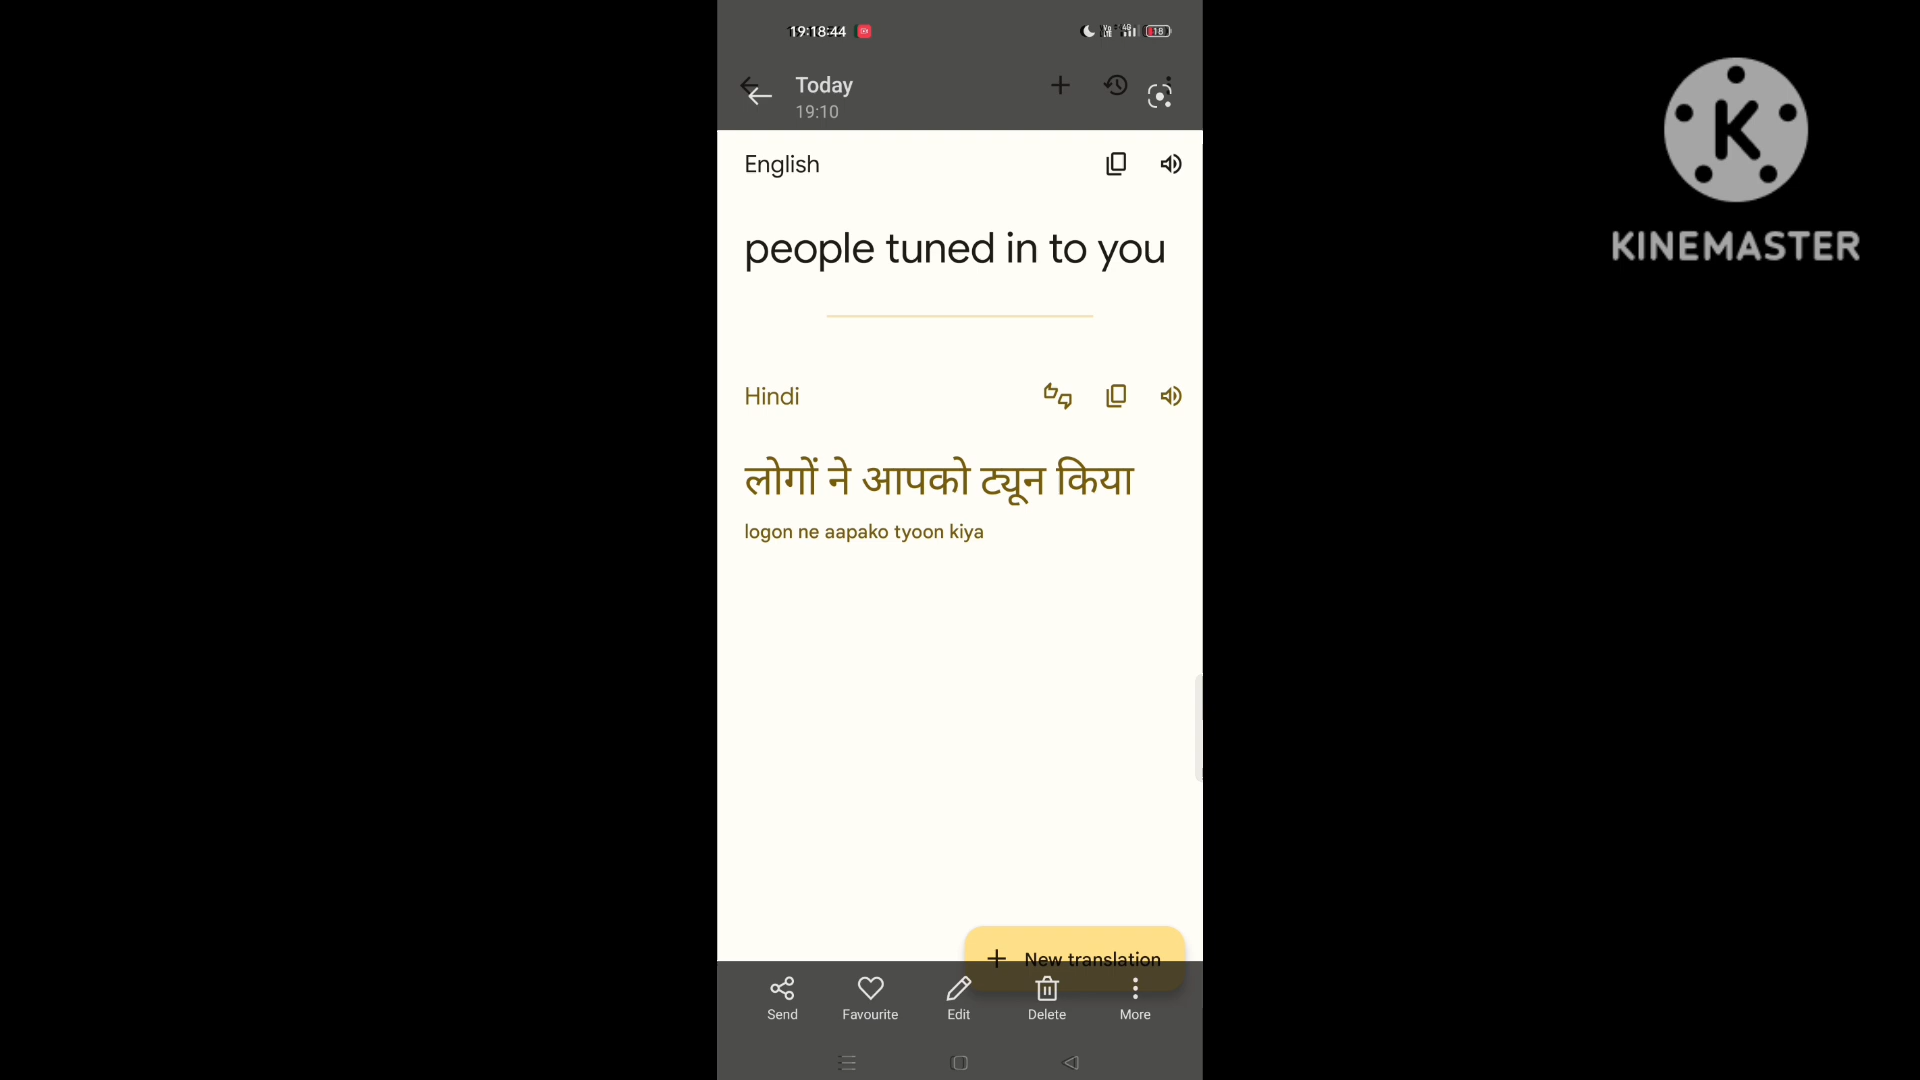 19:18:44
18
Today
19:10
English
people tuned in to you
Hindi
लोगों ने आपको ट्यून किया
logon ne aapako tyoon kiya
New translation
Send
Favourite
Edit
Delete
More
K
KINEMASTER